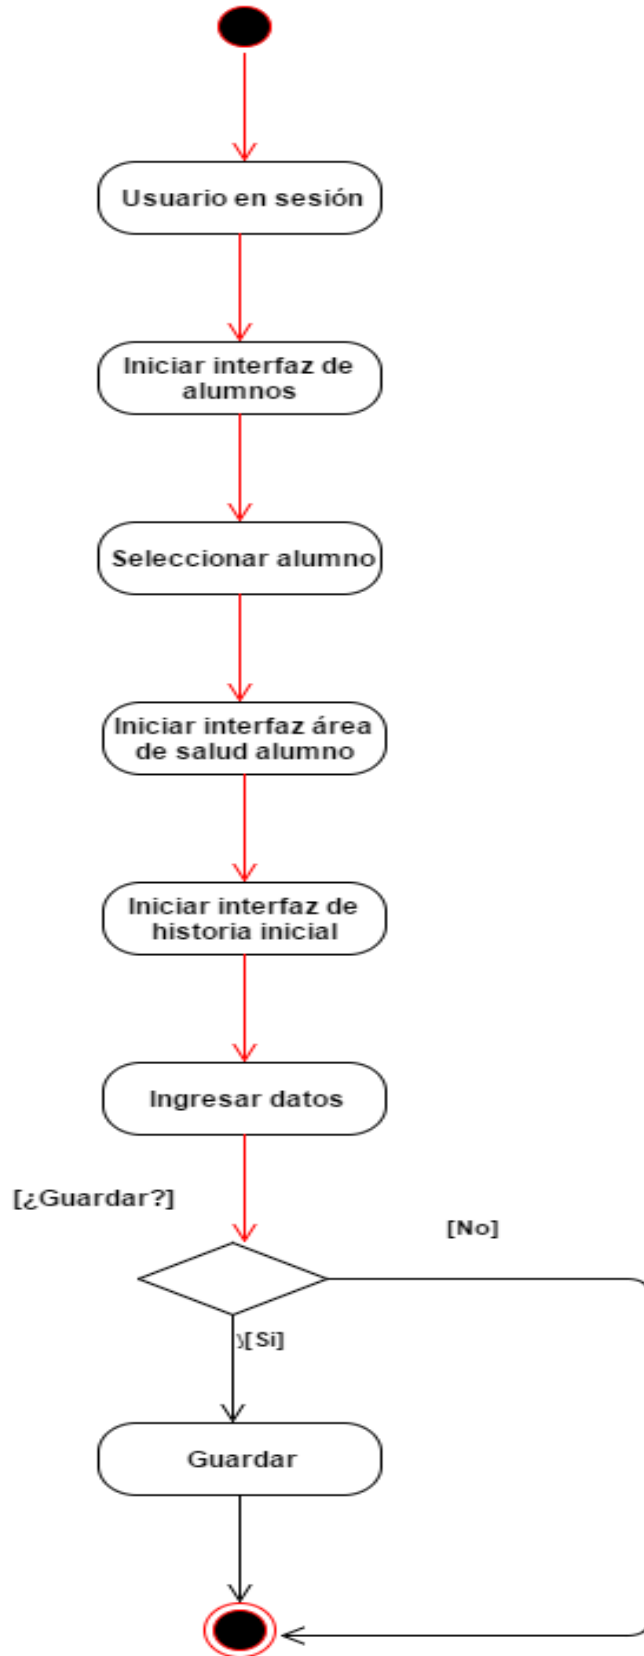 Usuario en sesión
Iniciar interfaz de
alumnos
Seleccionar alumno
Iniciar interfaz área
de salud alumno
Iniciar interfaz de
historia inicial
Ingresar datos
[¿Guardar?]
[No]
[Si]
Guardar